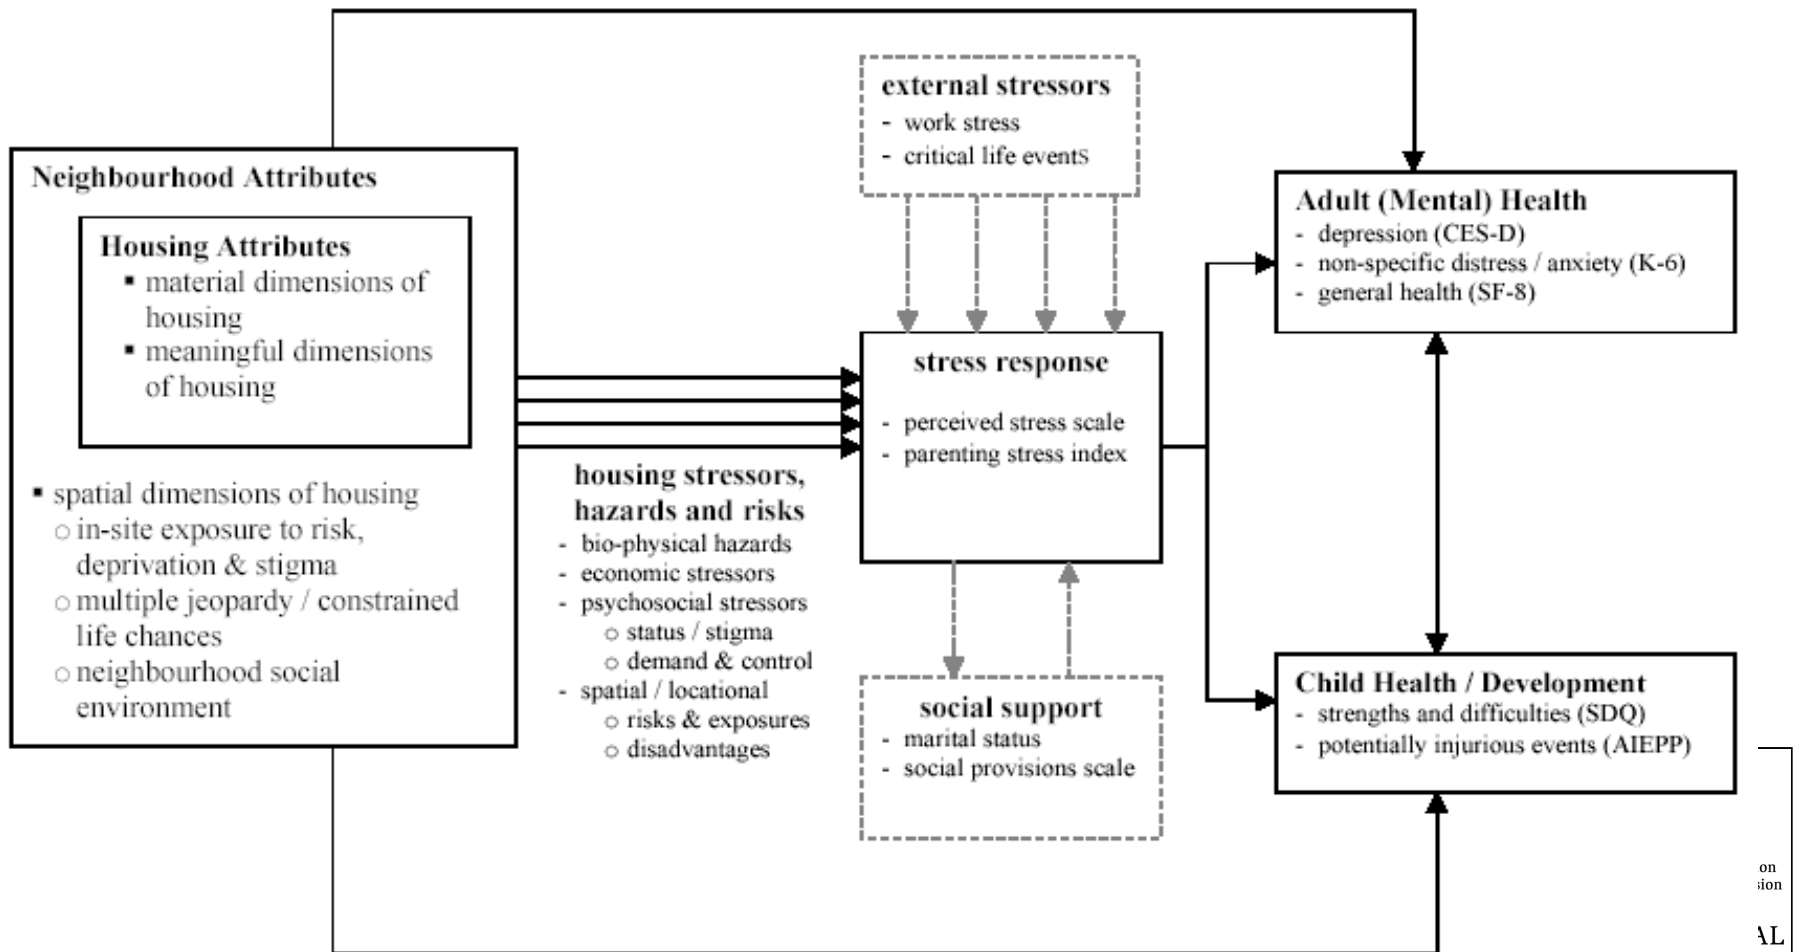 external stressors
- work stress
- critical life events
Neighbourhood Attributes
Housing Attributes
▪ material dimensions of
housing
▪ meaningful dimensions
of housing
▪ spatial dimensions of housing
○ in-site exposure to risk,
deprivation & stigma
○ multiple jeopardy / constrained
life chances
○ neighbourhood social
environment
housing stressors,
hazards and risks
- bio-physical hazards
- economic stressors
- psychosocial stressors
○ status / stigma
○ demand & control
- spatial / locational
○ risks & exposures
○ disadvantages
stress response
- perceived stress scale
- parenting stress index
social support
- marital status
- social provisions scale
Adult (Mental) Health
- depression (CES-D)
- non-specific distress / anxiety (K-6)
- general health (SF-8)
Child Health / Development
- strengths and difficulties (SDQ)
- potentially injurious events (AIEPP)
on
sion
AL